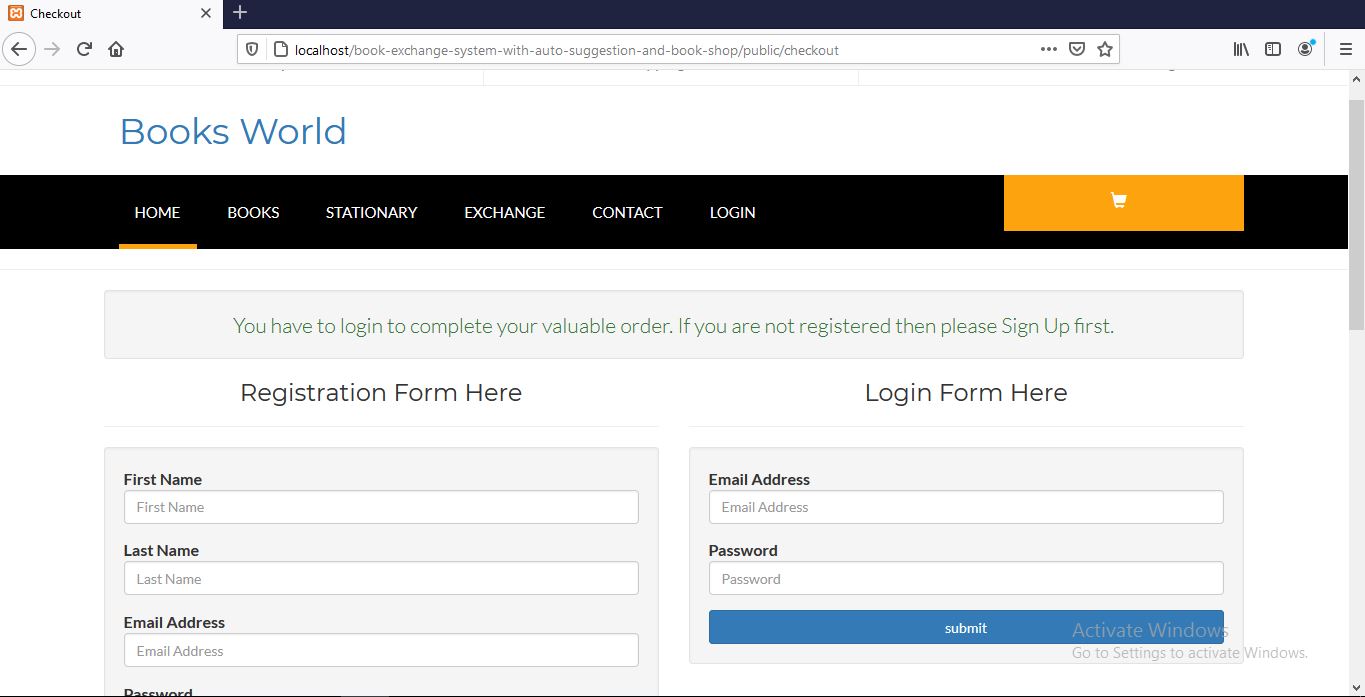 Checkout
localhost/book-exchange-system-with-auto-suggestion-and-book-shop/public/checkout
Books World
HOME BOOKS STATIONARY EXCHANGE CONTACT LOGIN
You have to login to complete your valuable order. If you are not registered then please Sign Up first.
Registration Form Here
Login Form Here
First Name
First Name
Last Name
Last Name
Email Address
Email Address
Password
Email Address
Email Address
Password
Password
submit
Activate Windows
Go to Settings to activate Windows.